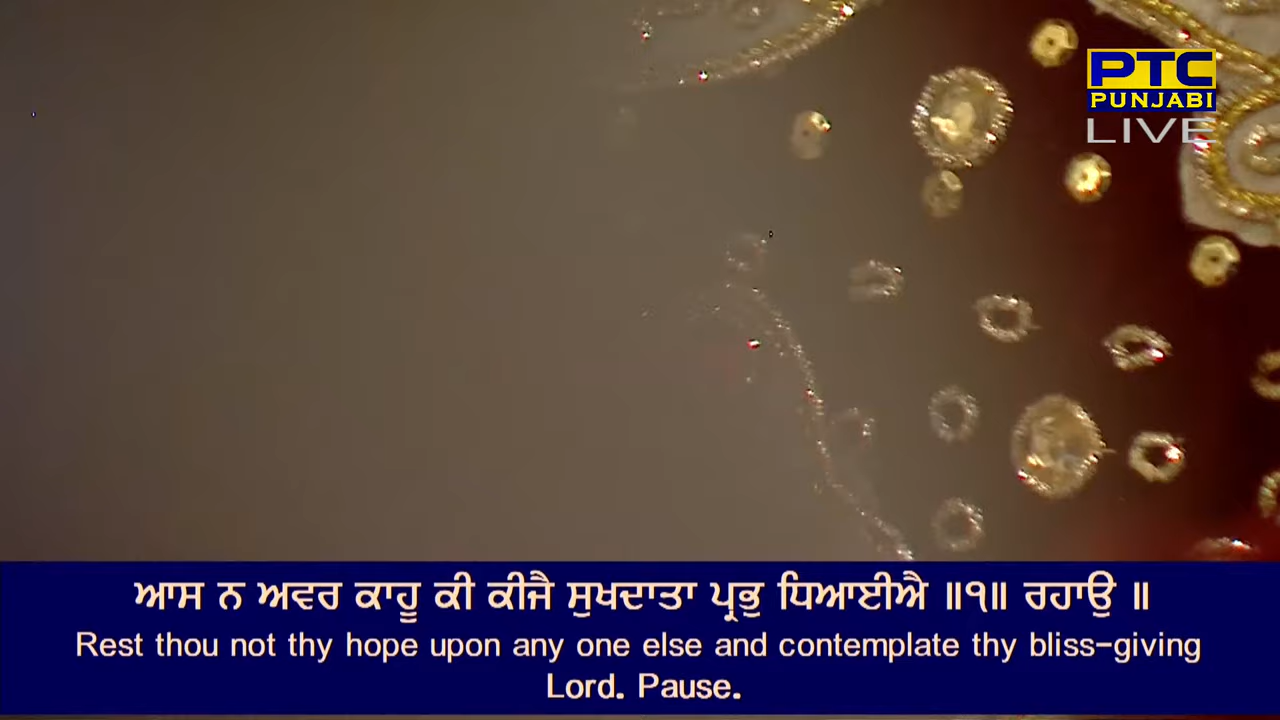 PTC
PUNJABI
LIVE
ਆਸ ਨ ਅਵਰ ਕਾਹੂ ਕੀ ਕੀਜੈ ਸੁਖਦਾਤਾ ਪ੍ਰਭੁ ਧਿਆਈਐ ॥੧॥ ਰਹਾਉ ॥
Rest thou not thy hope upon any one else and contemplate thy bliss-giving
Lord. Pause.